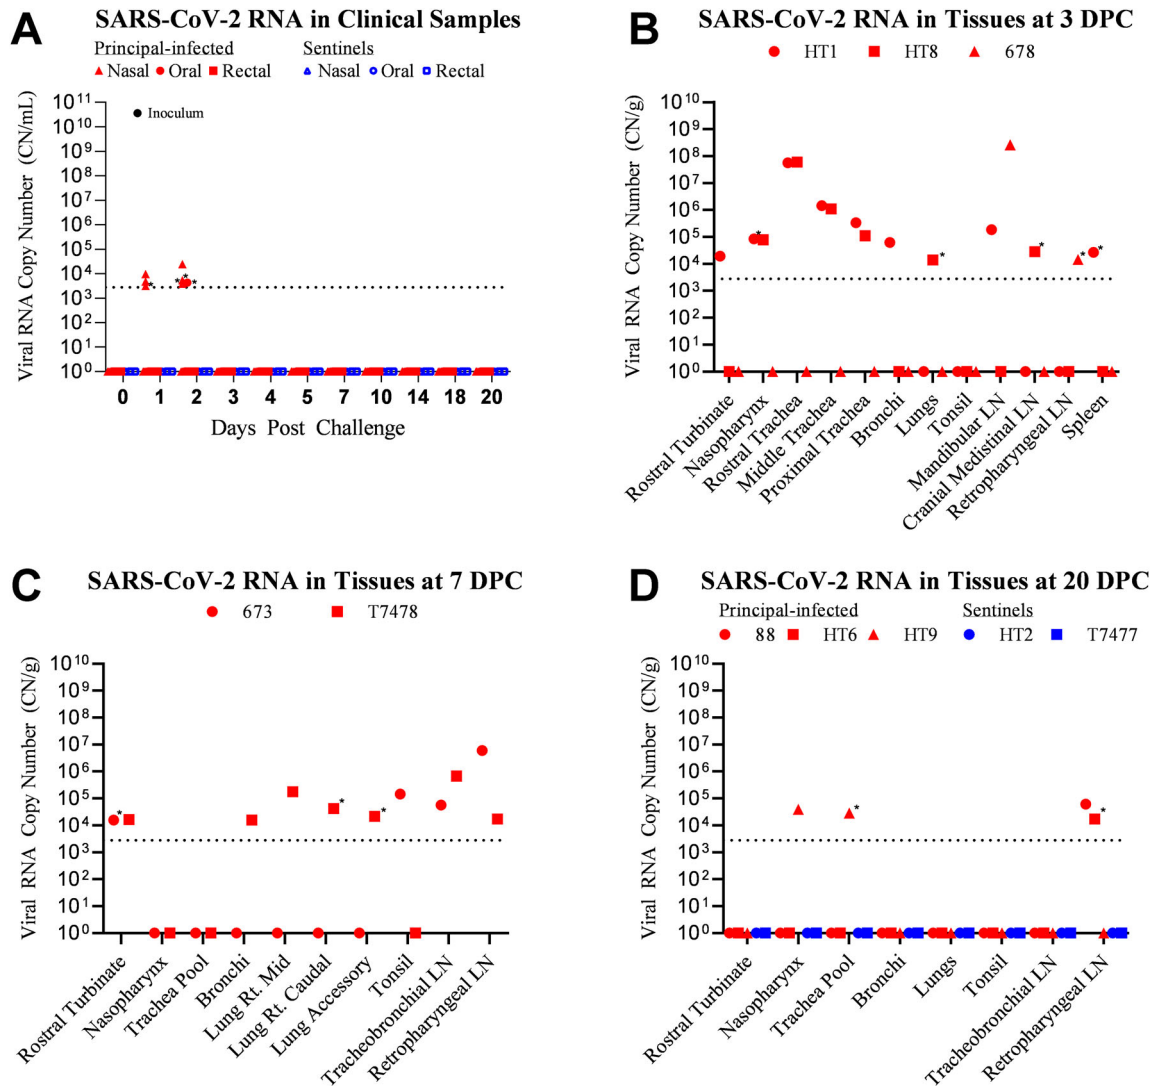 A
SARS-CoV-2 RNA in Clinical Samples
Principal-infected Sentinels
Nasal Oral Rectal Nasal Oral Rectal
Viral RNA Copy Number (CN/mL)
10¹¹
10¹⁰
10⁹
10⁸
10⁷
10⁶
10⁵
10⁴
10³
10²
10¹
10⁰
Inoculum
* * * *
0 1 2 3 4 5 7 10 14 18 20
Days Post Challenge
B
SARS-CoV-2 RNA in Tissues at 3 DPC
HT1 HT8 678
Viral RNA Copy Number (CN/g)
10¹⁰
10⁹
10⁸
10⁷
10⁶
10⁵
10⁴
10³
10²
10¹
10⁰
* * * * *
Rostral Turbinate
Nasopharynx
Rostral Trachea
Middle Trachea
Proximal Trachea
Bronchi
Lungs
Tonsil
Mandibular LN
Cranial Medistinal LN
Retropharyngeal LN
Spleen
C
SARS-CoV-2 RNA in Tissues at 7 DPC
673 T7478
Viral RNA Copy Number (CN/g)
10¹⁰
10⁹
10⁸
10⁷
10⁶
10⁵
10⁴
10³
10²
10¹
10⁰
* * *
Rostral Turbinate
Nasopharynx
Trachea Pool
Bronchi
Lung Rt. Mid
Lung Rt. Caudal
Lung Accessory
Tonsil
Tracheobronchial LN
Retropharyngeal LN
D
SARS-CoV-2 RNA in Tissues at 20 DPC
Principal-infected Sentinels
88 HT6 HT9 HT2 T7477
Viral RNA Copy Number (CN/g)
10¹⁰
10⁹
10⁸
10⁷
10⁶
10⁵
10⁴
10³
10²
10¹
10⁰
* *
Rostral Turbinate
Nasopharynx
Trachea Pool
Bronchi
Lungs
Tonsil
Tracheobronchial LN
Retropharyngeal LN